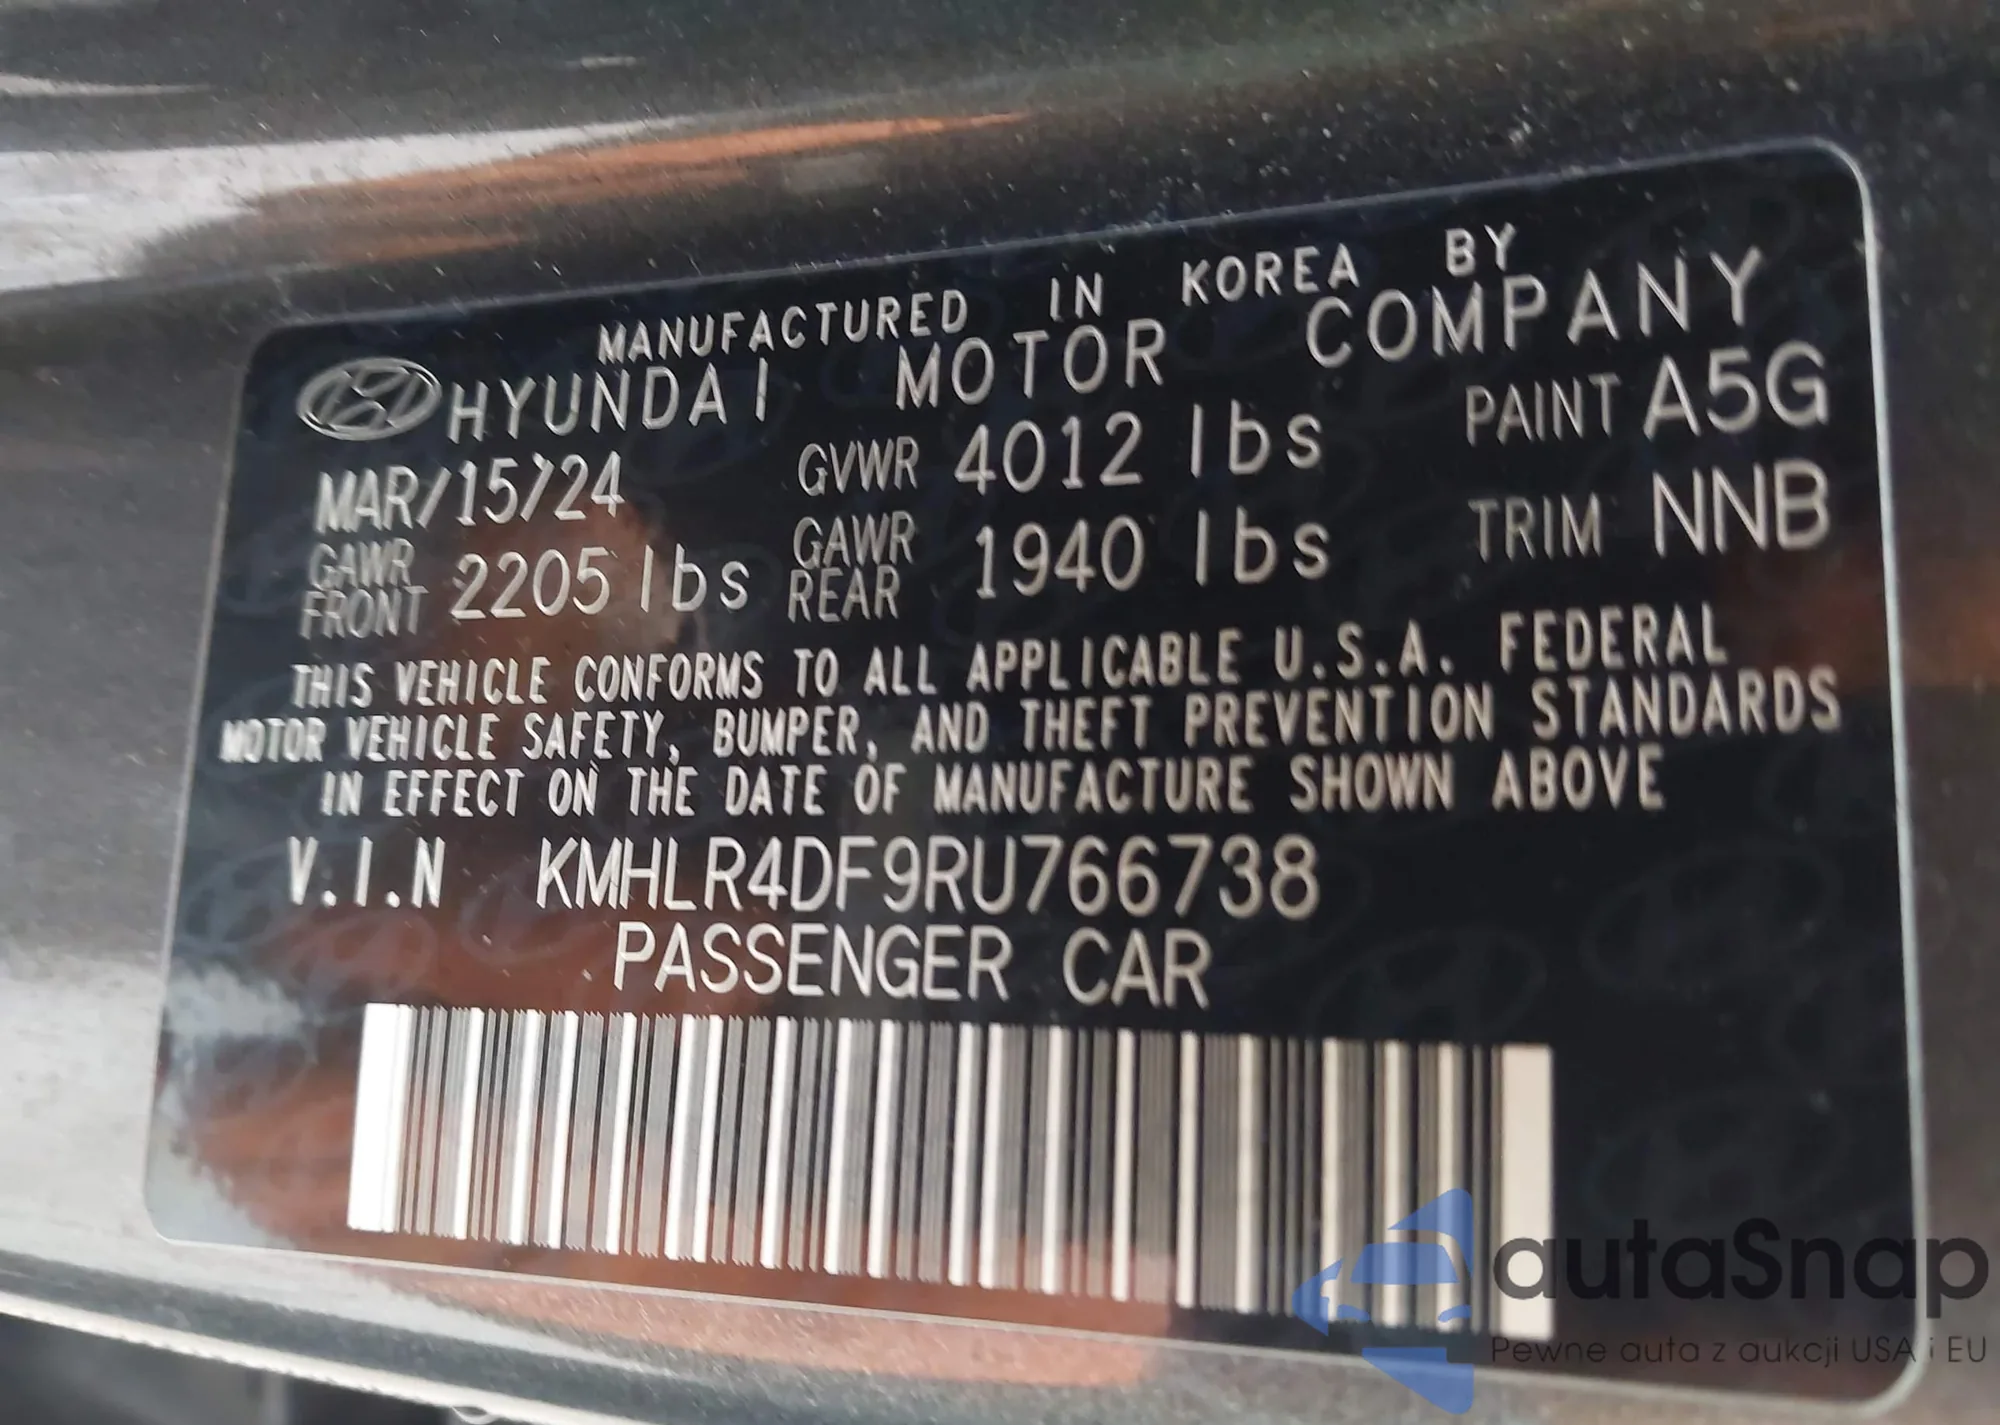 MANUFACTURED IN KOREA BY
HYUNDAI MOTOR COMPANY
MAR/15/24 GVWR 4012 lbs PAINT A5G
GAWR FRONT 2205 lbs GAWR REAR 1940 lbs TRIM NNB
THIS VEHICLE CONFORMS TO ALL APPLICABLE U.S.A. FEDERAL
MOTOR VEHICLE SAFETY, BUMPER, AND THEFT PREVENTION STANDARDS
IN EFFECT ON THE DATE OF MANUFACTURE SHOWN ABOVE
V.I.N KMHLR4DF9RU766738
PASSENGER CAR
autaSnap
Pewne auta z aukcji USA i EU